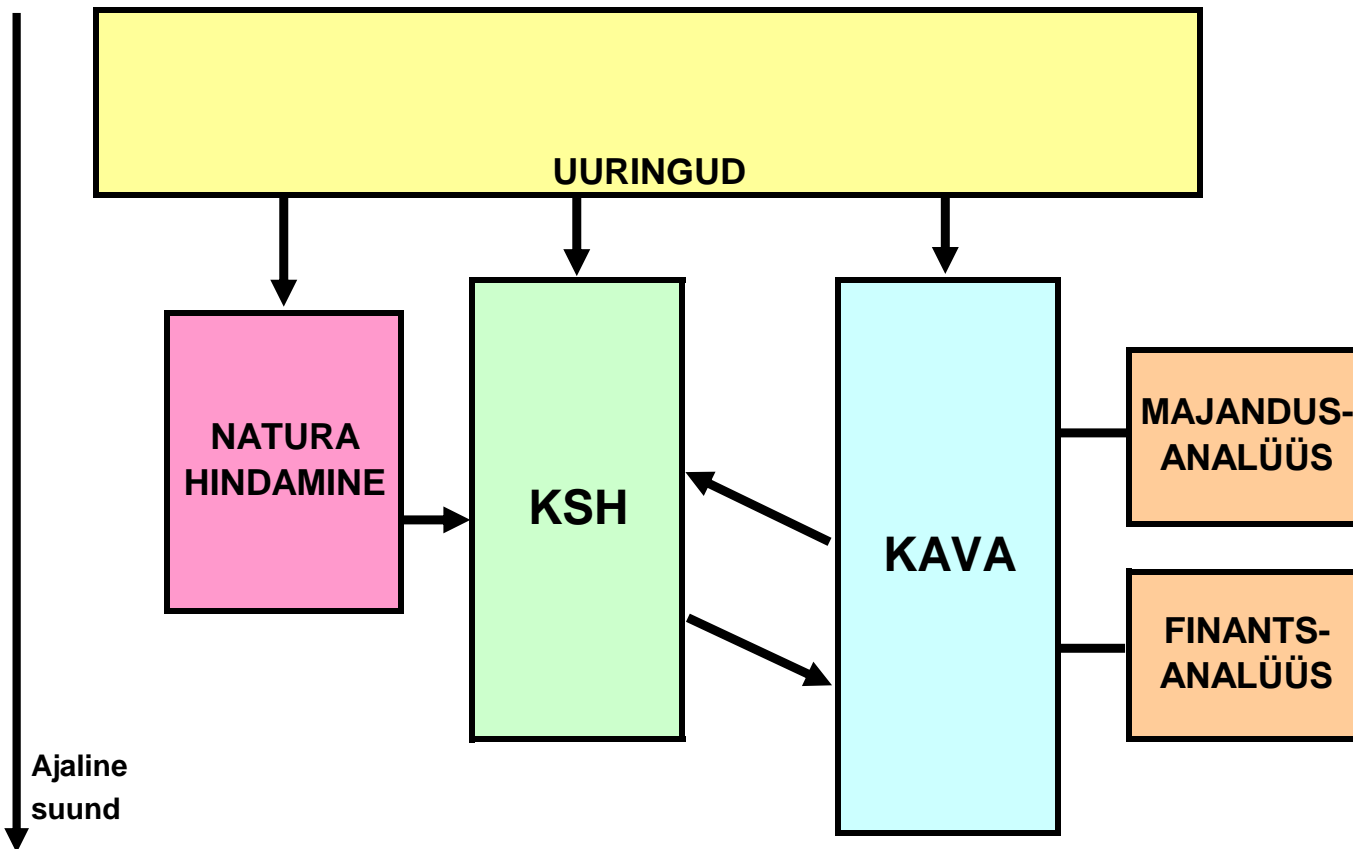 UURINGUD
NATURA
HINDAMINE
KSH
KAVA
MAJANDUS-
ANALÜÜS
FINANTS-
ANALÜÜS
Ajaline
suund